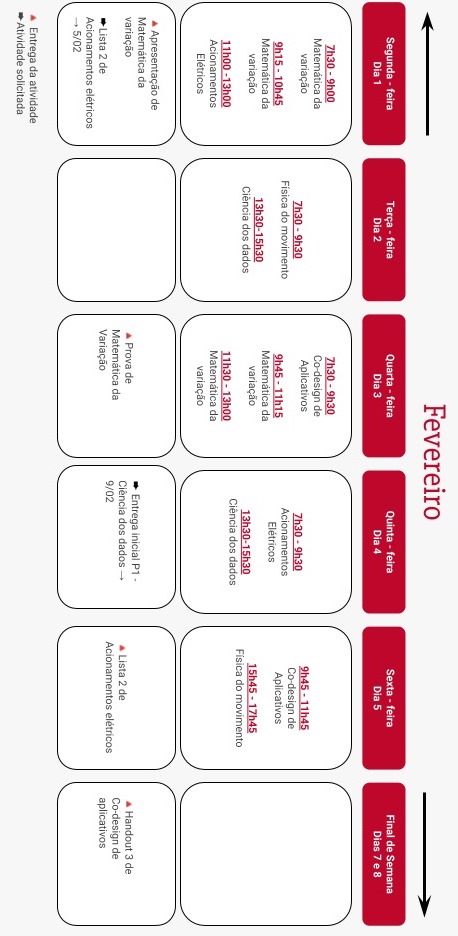 Fevereiro
Segunda - feira
Dia 1
7h30 - 9h00
Matemática da
variação
9h15 - 10h45
Matemática da
variação
11h00 -13h00
Acionamentos
Elétricos
🔺 Apresentação de
Matemática da
variação
➡ Lista 2 de
Acionamentos elétricos
→ 5/02
Terça - feira
Dia 2
7h30 - 9h30
Física do movimento
13h30-15h30
Ciência dos dados
Quarta - feira
Dia 3
7h30 - 9h30
Co-design de
Aplicativos
9h45 - 11h15
Matemática da
variação
11h30 - 13h00
Matemática da
variação
🔺 Prova de
Matemática da
Variação
Quinta - feira
Dia 4
7h30 - 9h30
Acionamentos
Elétricos
13h30-15h30
Ciência dos dados
➡ Entrega inicial P1 -
Ciência dos dados →
9/02
Sexta - feira
Dia 5
9h45 - 11h45
Co-design de
Aplicativos
15h45 - 17h45
Física do movimento
🔺 Lista 2 de
Acionamentos elétricos
Final de Semana
Dias 7 e 8
🔺 Handout 3 de
Co-design de
aplicativos
🔺 Entrega da atividade
➡ Atividade solicitada